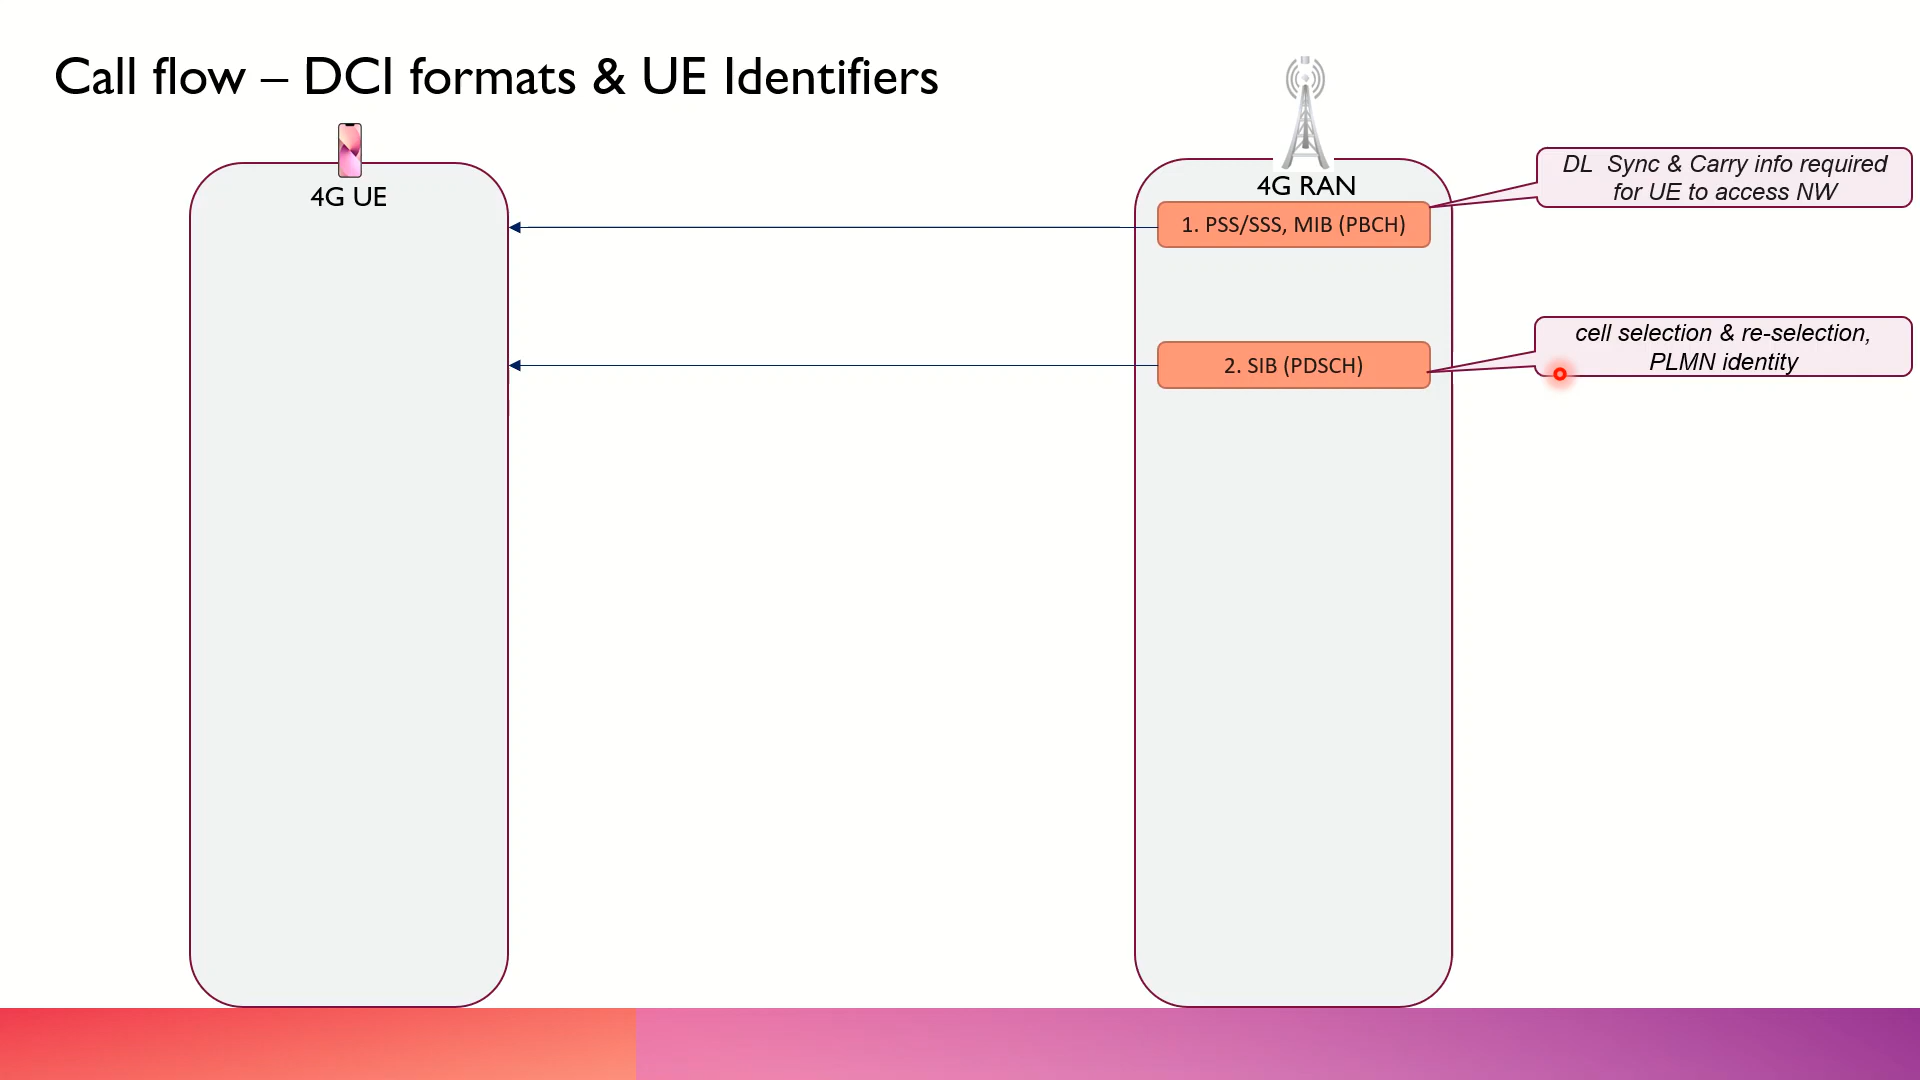 Call flow – DCI formats & UE Identifiers
4G UE
4G RAN
DL Sync & Carry info required
for UE to access NW
1. PSS/SSS, MIB (PBCH)
cell selection & re-selection,
PLMN identity
2. SIB (PDSCH)